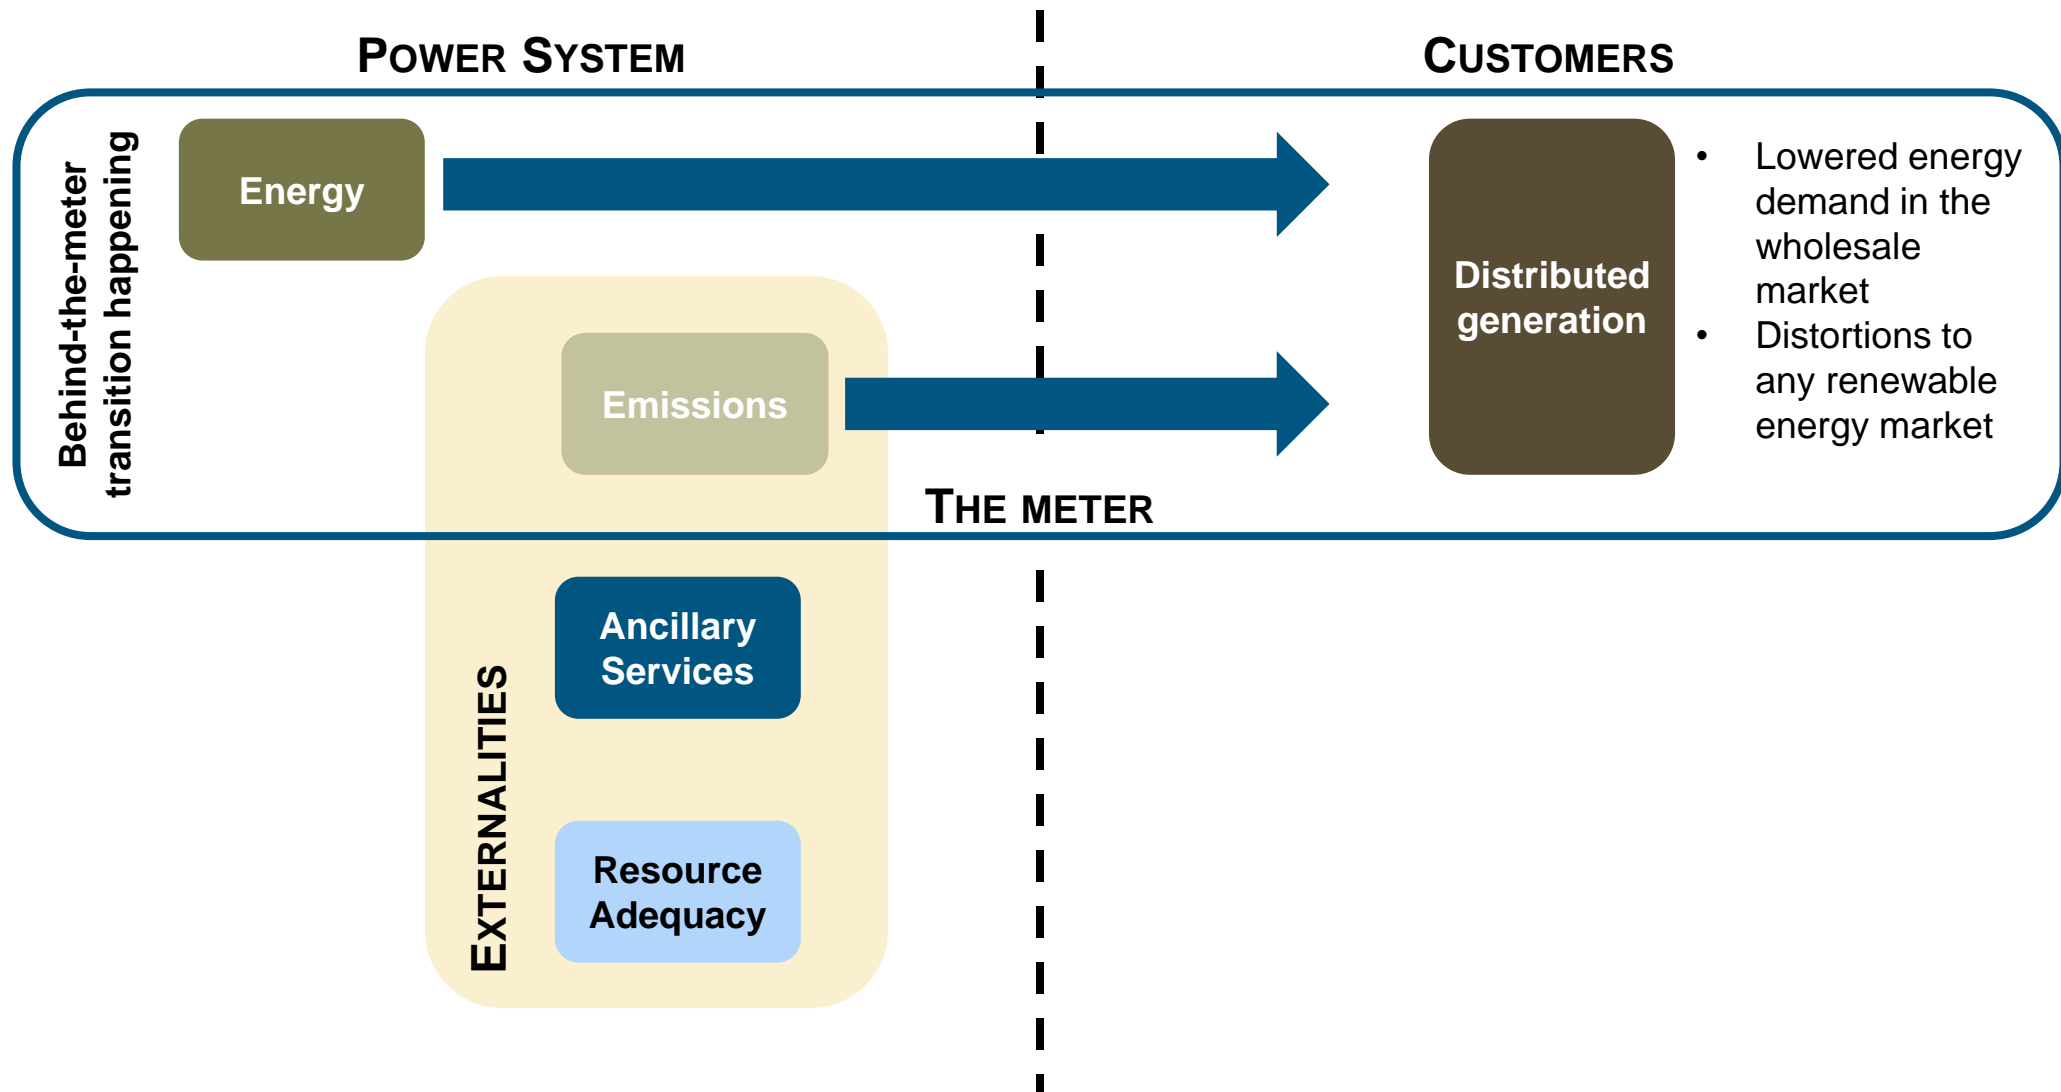 POWER SYSTEM
CUSTOMERS
Behind-the-meter
transition happening
Energy
Emissions
Distributed
generation
• Lowered energy
demand in the
wholesale
market
• Distortions to
any renewable
energy market
THE METER
EXTERNALITIES
Ancillary
Services
Resource
Adequacy